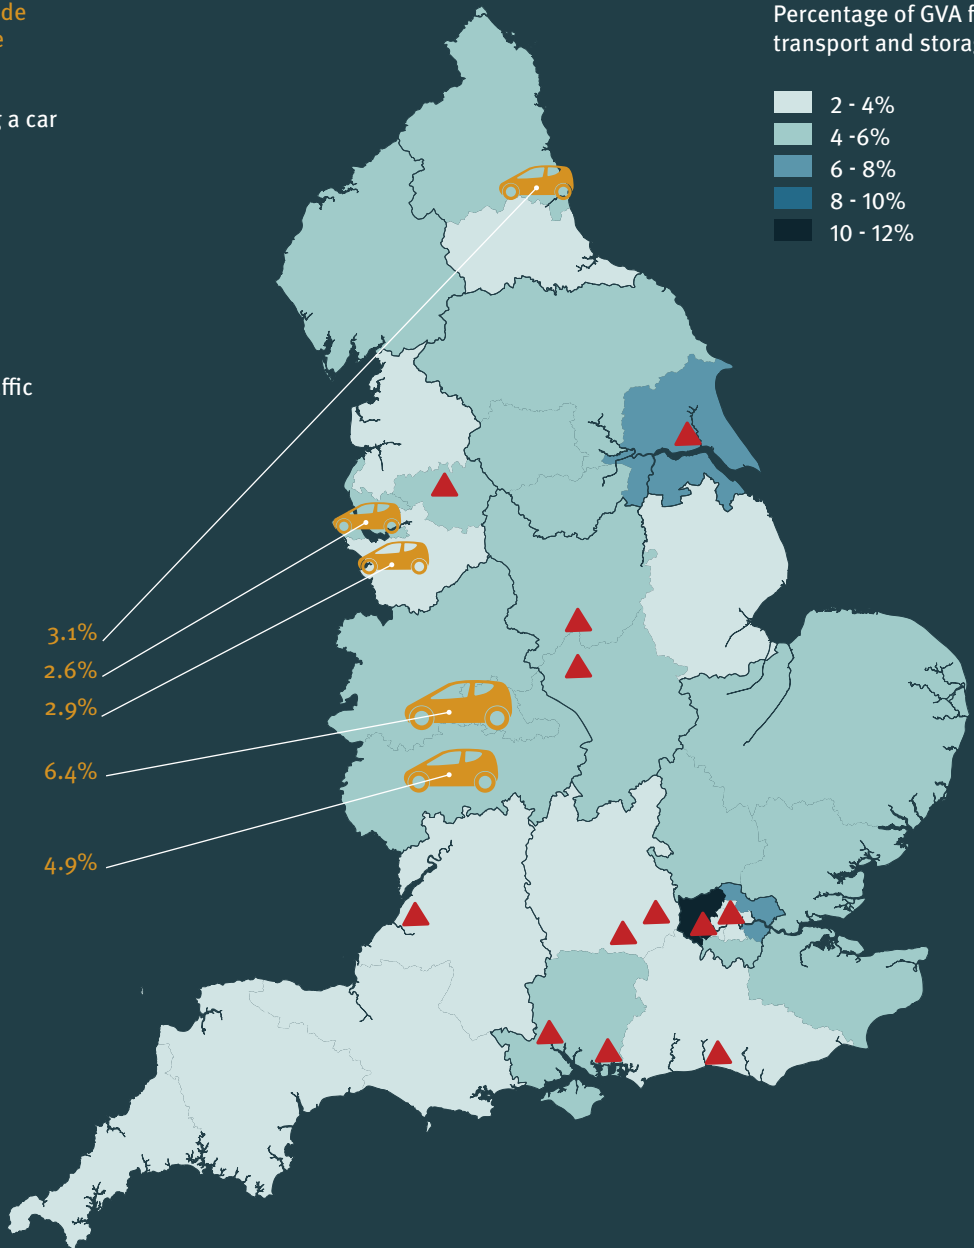 de
e
g a car
ffic
3.1%
2.6%
2.9%
6.4%
4.9%
Percentage of GVA f
transport and stora
2 - 4%
4 -6%
6 - 8%
8 - 10%
10 - 12%